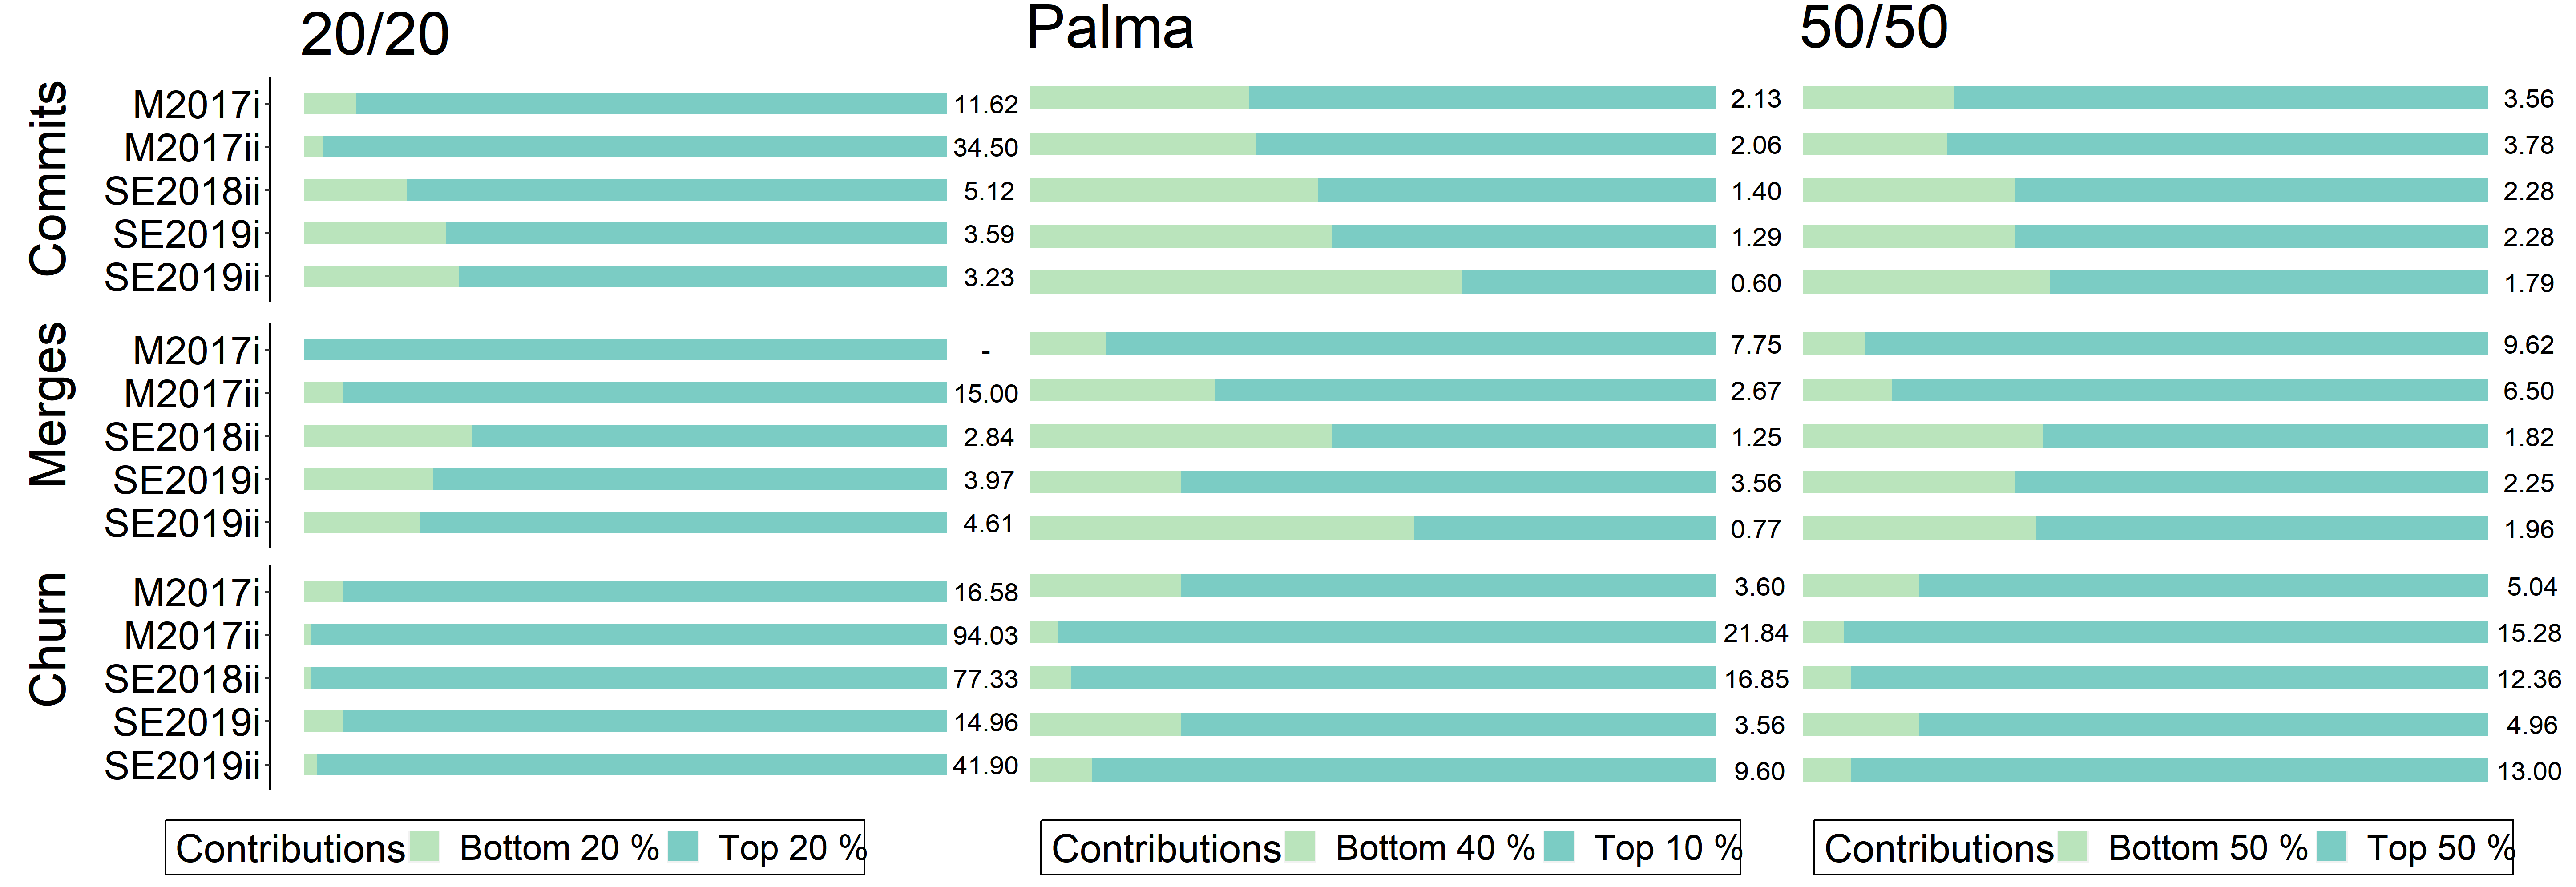 20/20 Palma 50/50
Commits
M2017i 11.62 2.13 3.56
M2017ii 34.50 2.06 3.78
SE2018ii 5.12 1.40 2.28
SE2019i 3.59 1.29 2.28
SE2019ii 3.23 0.60 1.79
Merges
M2017i - 7.75 9.62
M2017ii 15.00 2.67 6.50
SE2018ii 2.84 1.25 1.82
SE2019i 3.97 3.56 2.25
SE2019ii 4.61 0.77 1.96
Churn
M2017i 16.58 3.60 5.04
M2017ii 94.03 21.84 15.28
SE2018ii 77.33 16.85 12.36
SE2019i 14.96 3.56 4.96
SE2019ii 41.90 9.60 13.00
Contributions Bottom 20 % Top 20 %
Contributions Bottom 40 % Top 10 %
Contributions Bottom 50 % Top 50 %